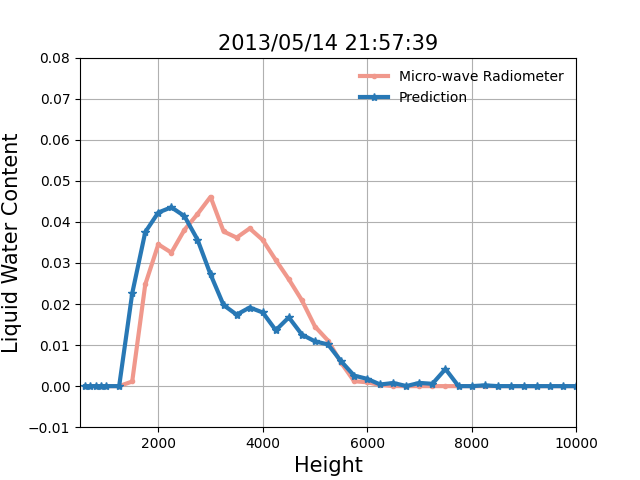 2013/05/14 21:57:39
0.08
0.07
0.06
0.05
0.04
0.03
0.02
0.01
0.00
−0.01
Liquid Water Content
Micro-wave Radiometer
Prediction
2000 4000 6000 8000 10000
Height